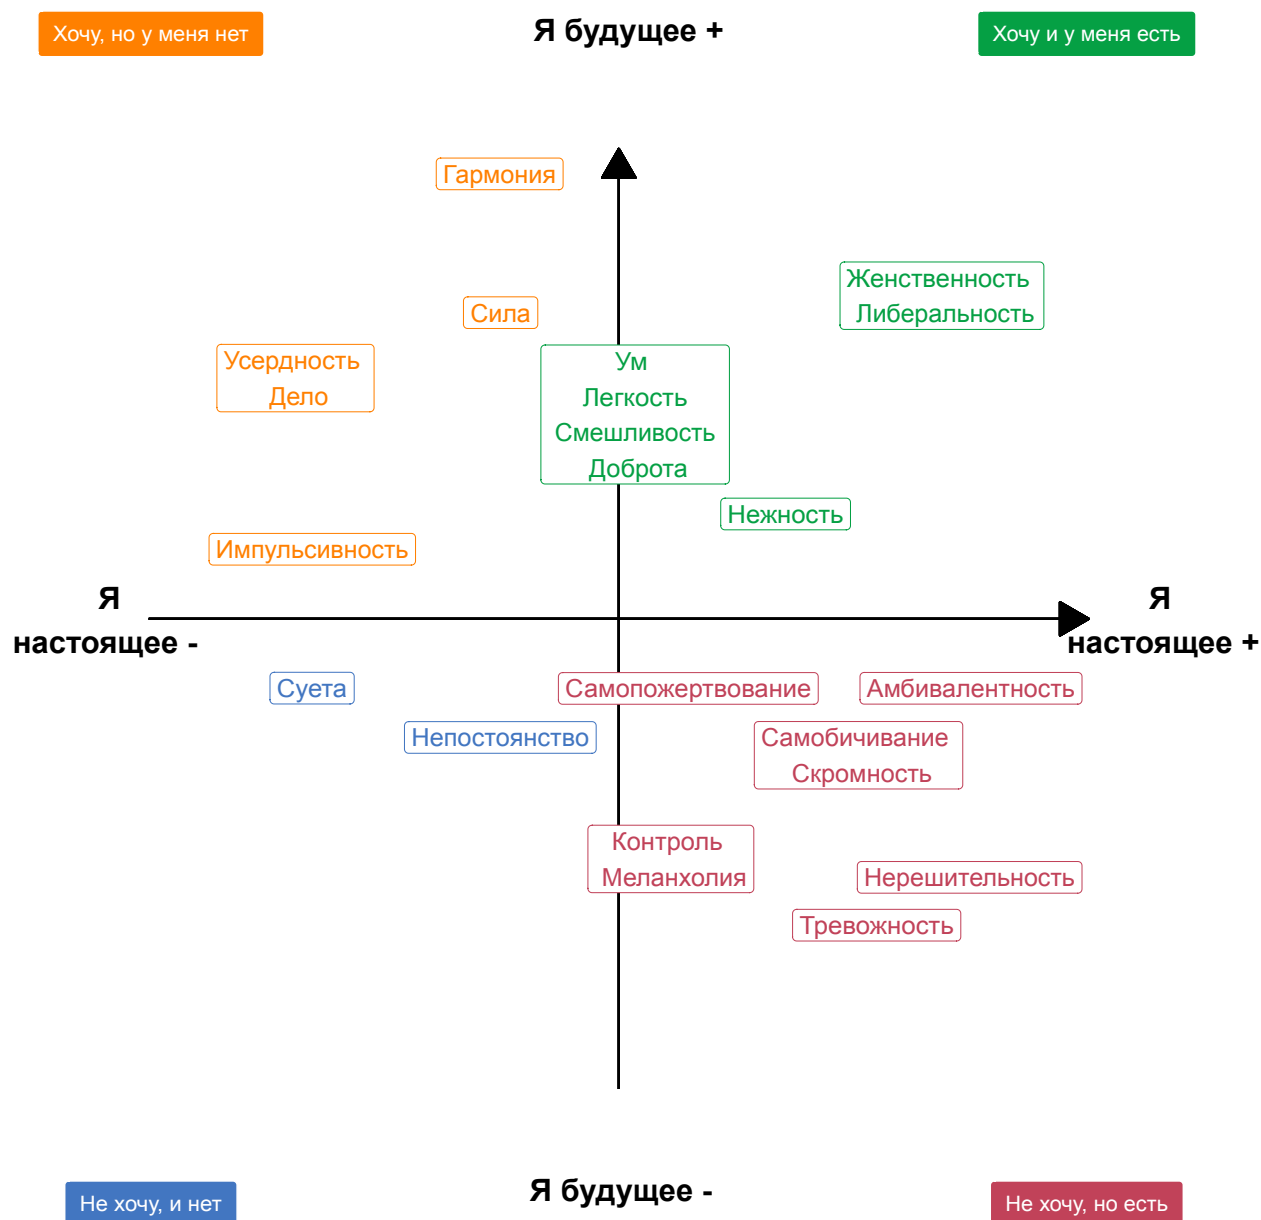 Хочу, но у меня нет
Я будущее +
Хочу и у меня есть
Гармония
Женственность
Либеральность
Сила
Усердность
Дело
Ум
Легкость
Смешливость
Доброта
Нежность
Импульсивность
Я
настоящее -
Я
настоящее +
Суета
Самопожертвование
Амбивалентность
Непостоянство
Самобичивание
Скромность
Контроль
Меланхолия
Нерешительность
Тревожность
Я будущее -
Не хочу, и нет
Не хочу, но есть